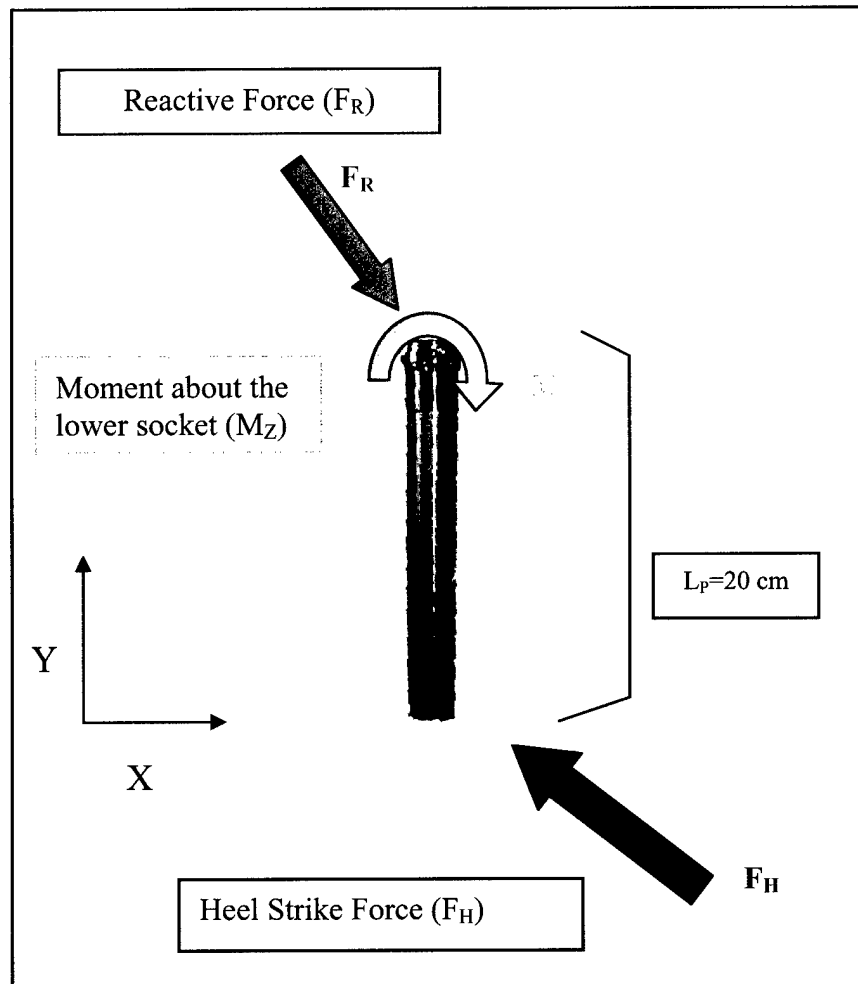 Reactive Force (F_R)
F_R
Moment about the
lower socket (M_Z)
L_P=20 cm
Y
X
F_H
Heel Strike Force (F_H)